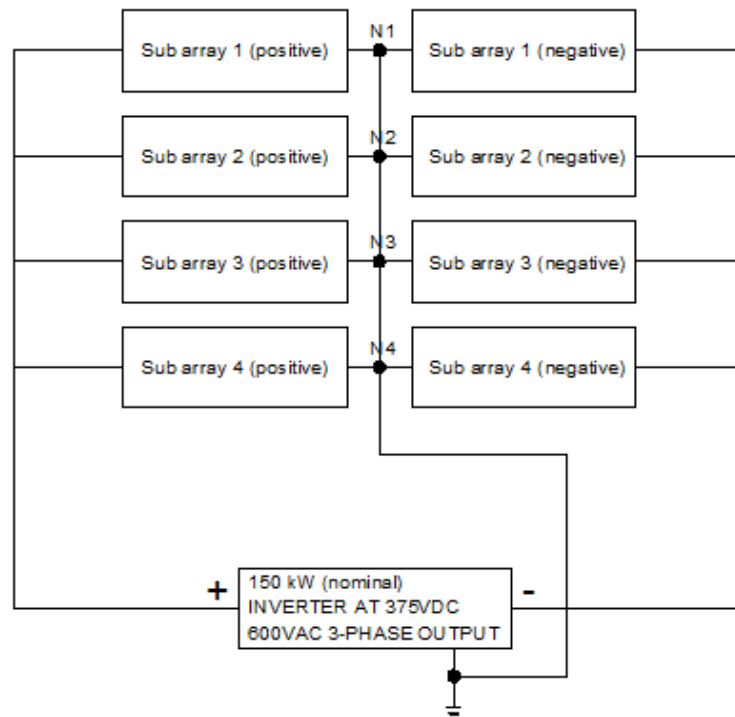 N1
Sub array 1 (positive) Sub array 1 (negative)
N2
Sub array 2 (positive) Sub array 2 (negative)
N3
Sub array 3 (positive) Sub array 3 (negative)
N4
Sub array 4 (positive) Sub array 4 (negative)
+ -
150 kW (nominal)
INVERTER AT 375VDC
600VAC 3-PHASE OUTPUT